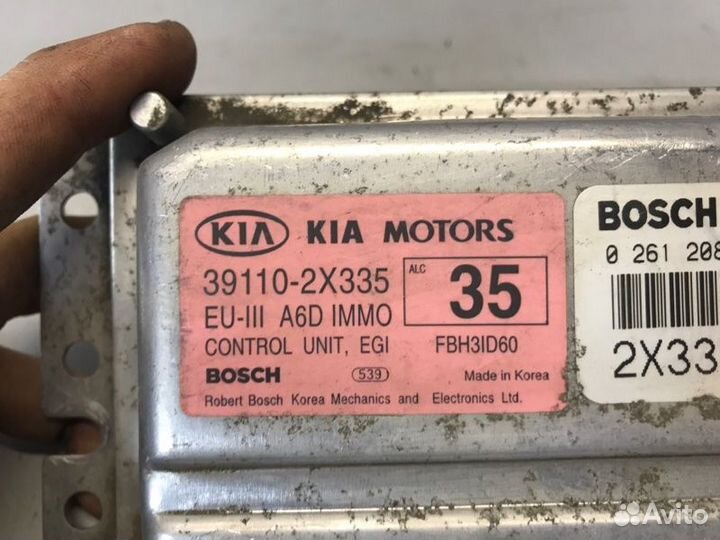 KIA KIA MOTORS
39110-2X335
ALC
35
EU-III A6D IMMO
CONTROL UNIT, EGI FBH3ID60
BOSCH 539 Made in Korea
Robert Bosch Korea Mechanics and Electronics Ltd.
BOSCH
0 261 208
2X33
Avito